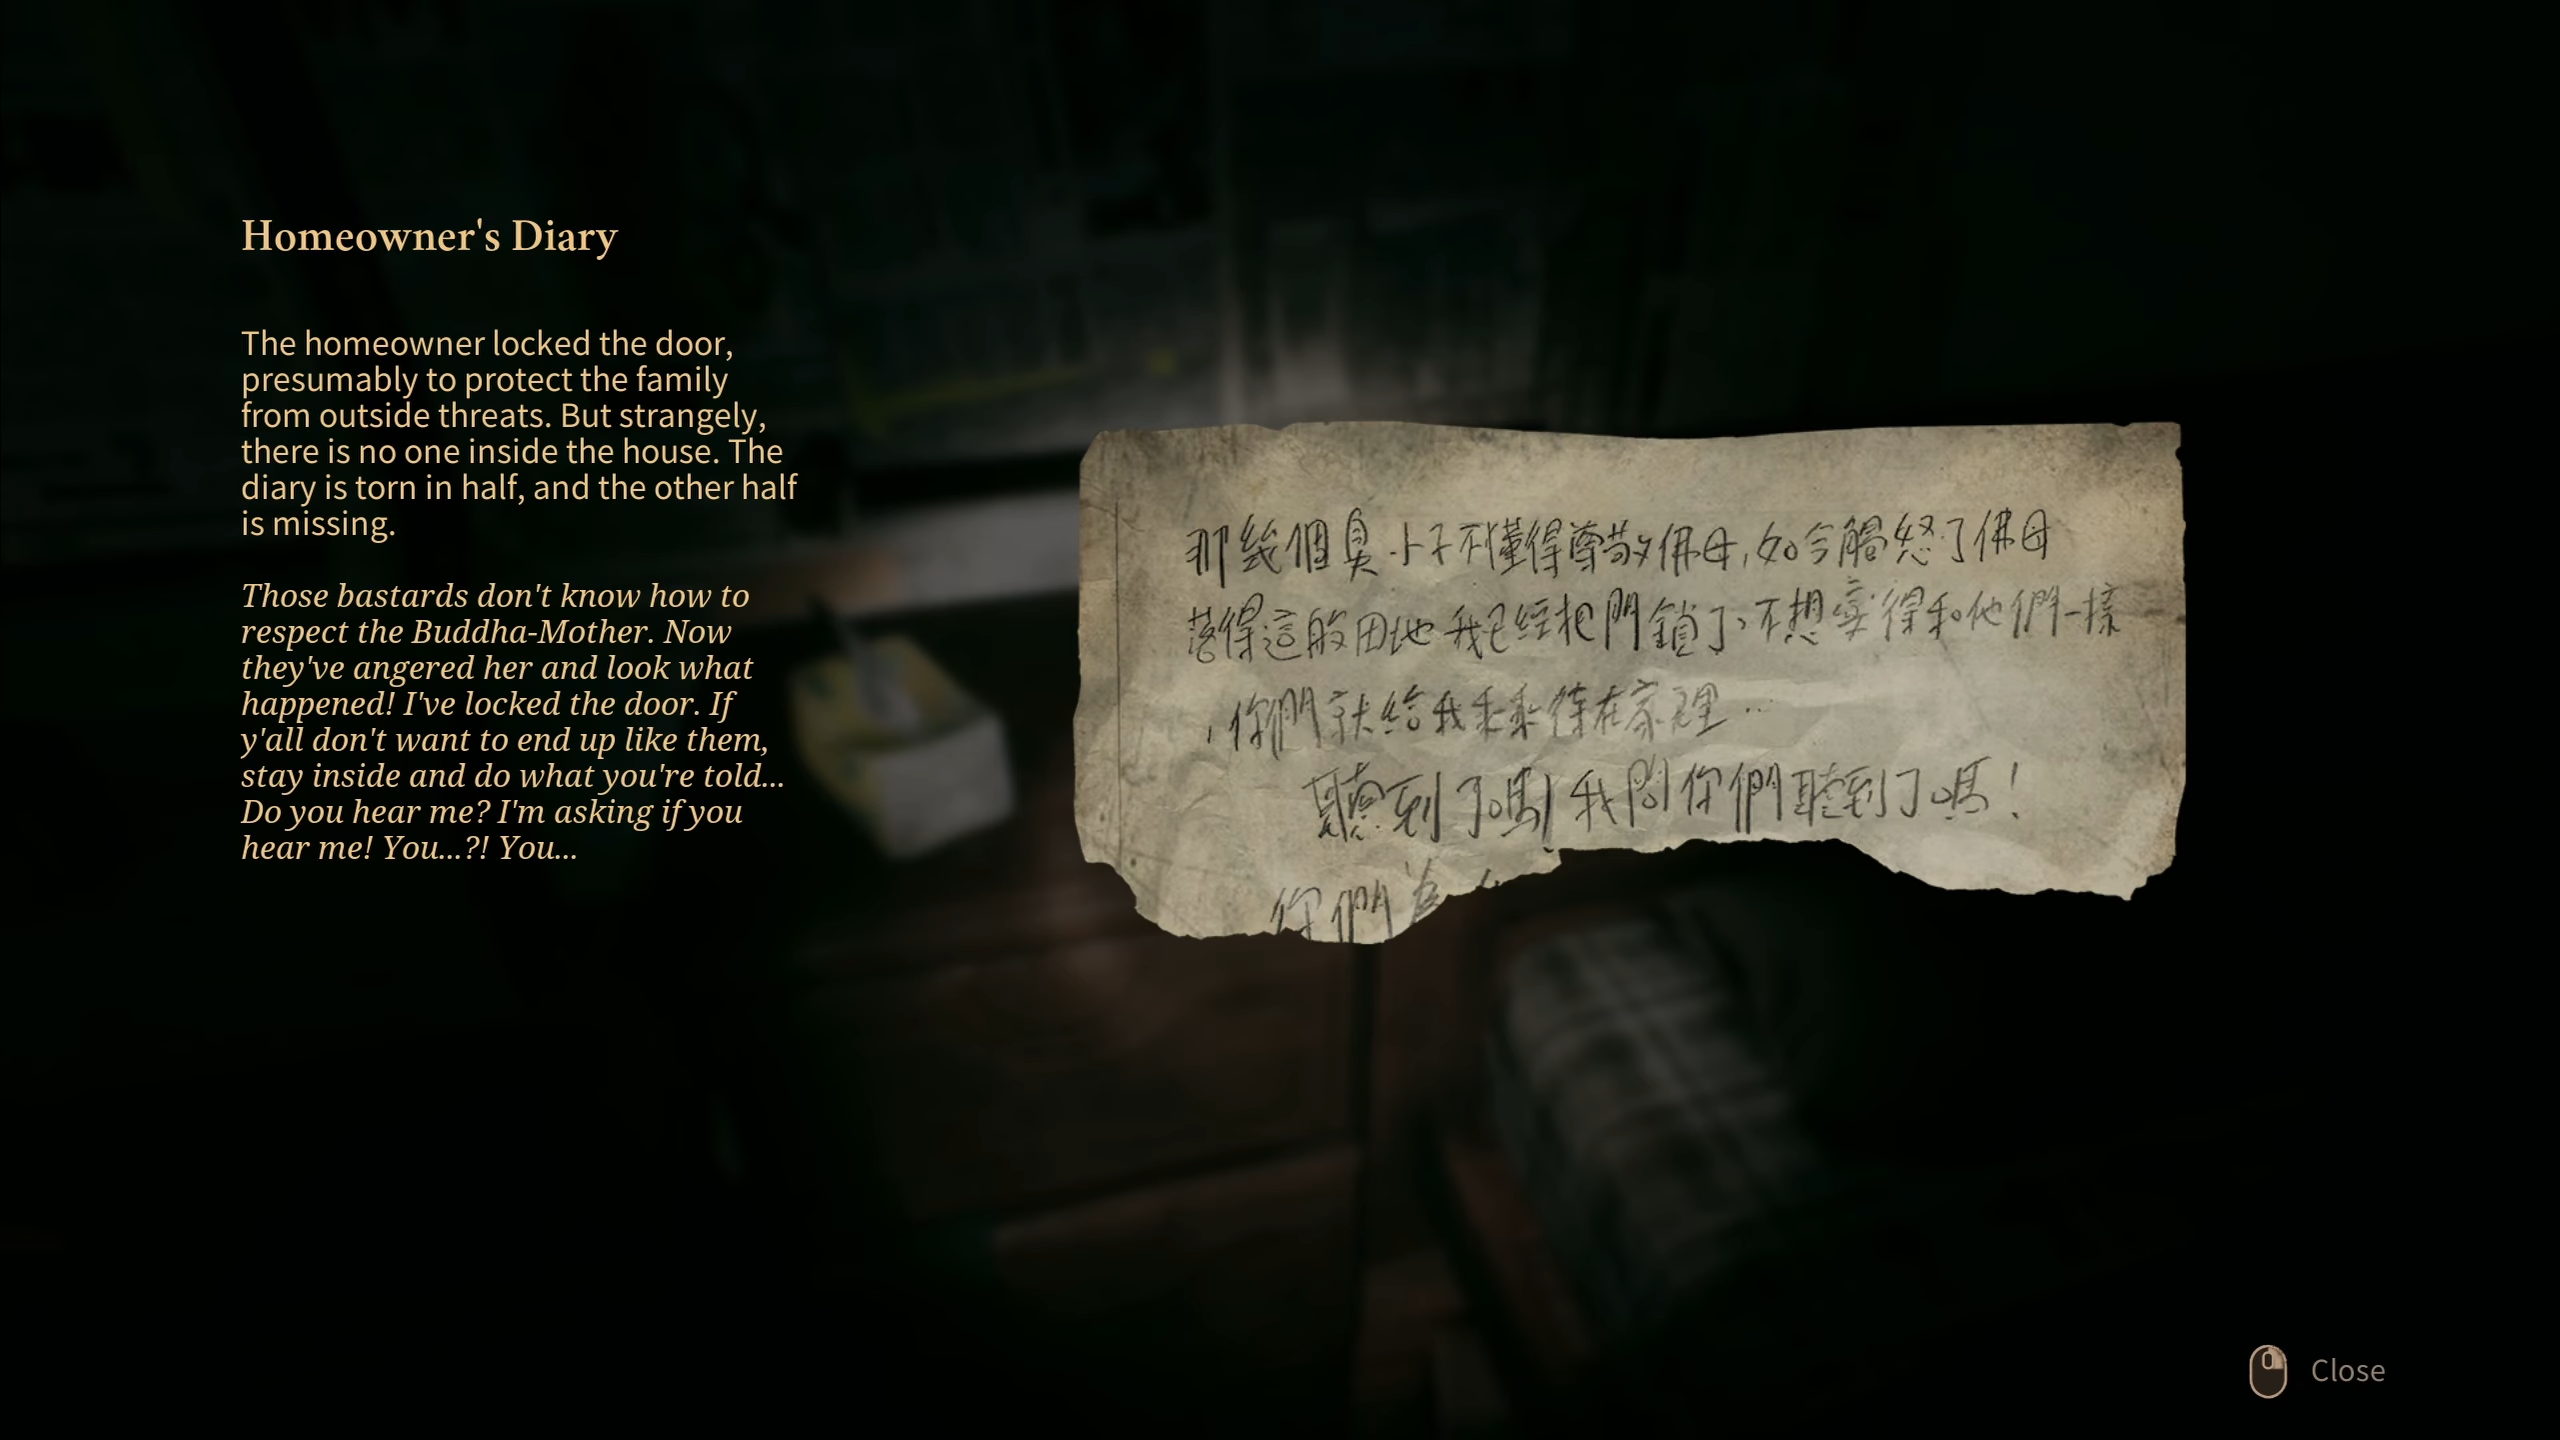 Homeowner's Diary
The homeowner locked the door,
presumably to protect the family
from outside threats. But strangely,
there is no one inside the house. The
diary is torn in half, and the other half
is missing.
Those bastards don't know how to
respect the Buddha-Mother. Now
they've angered her and look what
happened! I've locked the door. If
y'all don't want to end up like them,
stay inside and do what you're told...
Do you hear me? I'm asking if you
hear me! You...?! You...
那幾個臭小子不懂得尊敬佛母,如今觸怒了佛母
落得這般田地 我已經把門鎖了,不想變得和他們一樣
,你們就給我乖乖待在家裡...
聽到了嗎 我問你們聽到了嗎!
你們為
Close